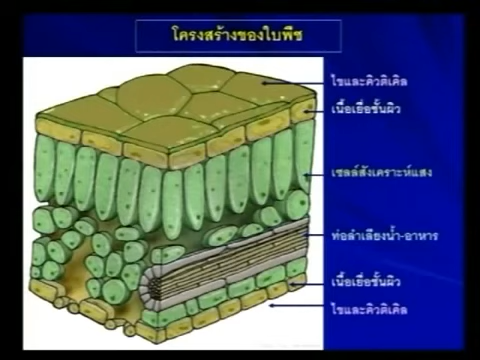 โครงสร้างของใบพืช
ไขและคิวติเคิล
เนื้อเยื่อชั้นผิว
เซลล์สังเคราะห์แสง
ท่อลำเลียงน้ำ-อาหาร
เนื้อเยื่อชั้นผิว
ไขและคิวติเคิล